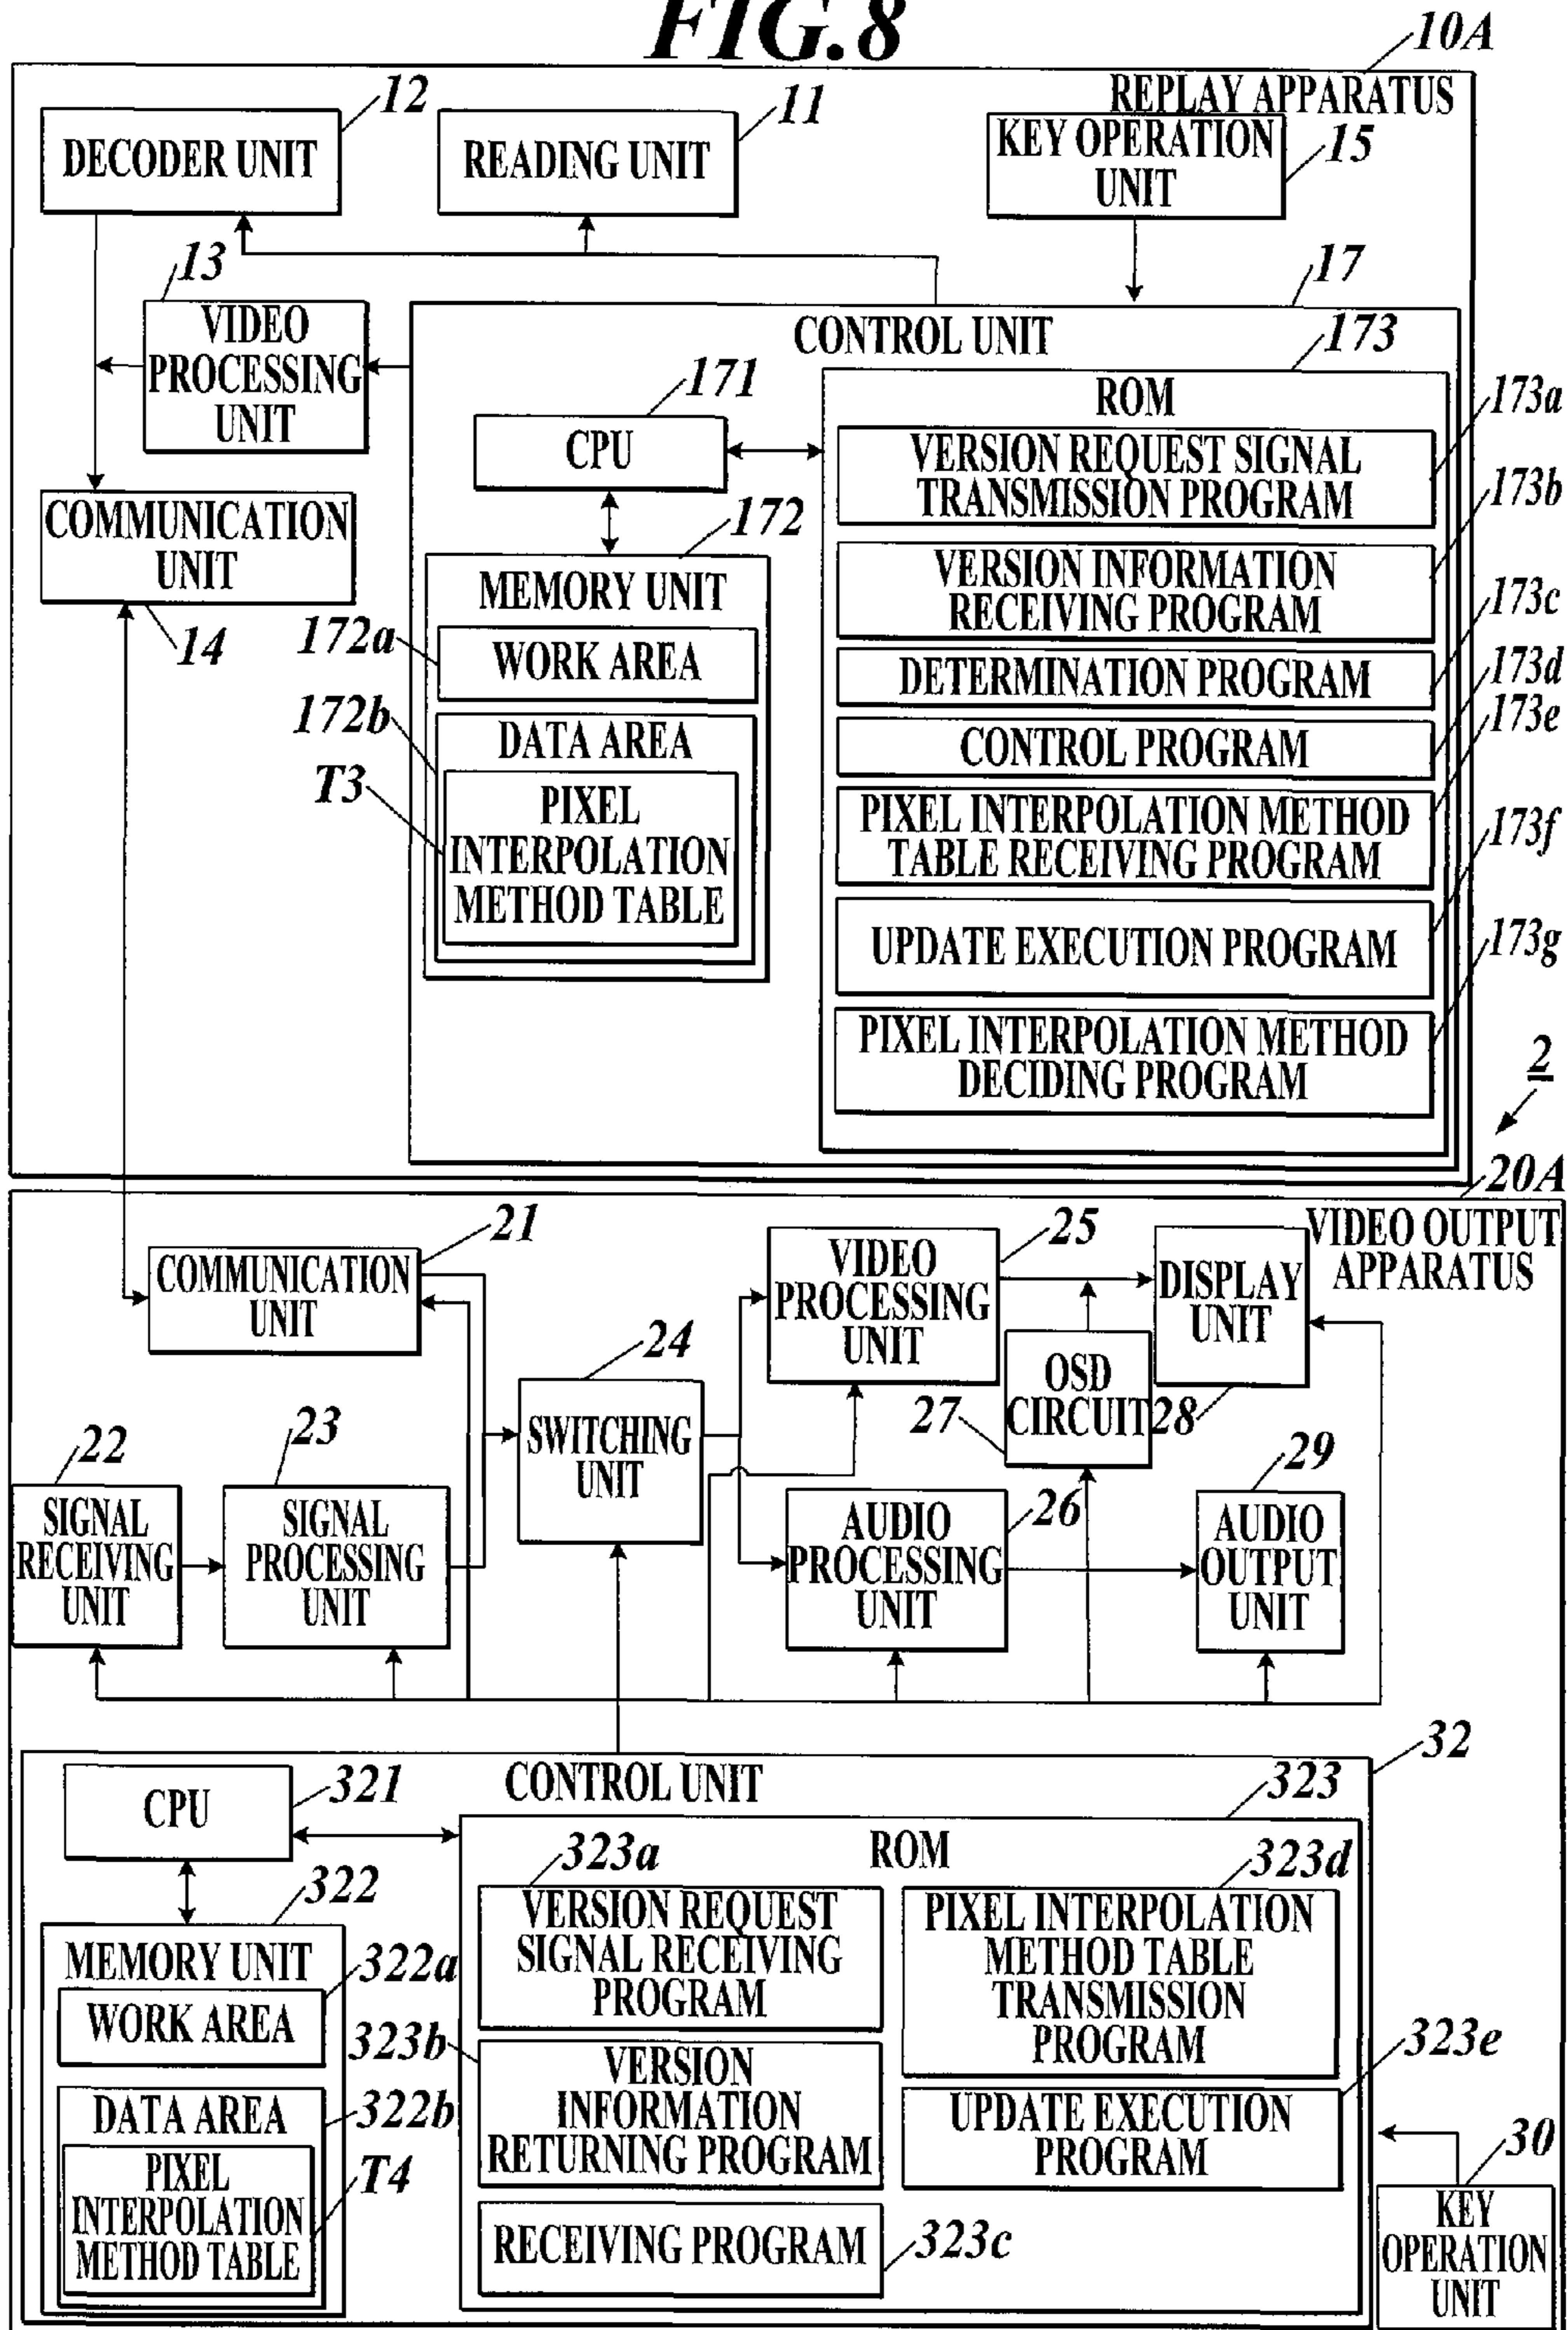 FIG.8
10A
REPLAY APPARATUS
12
DECODER UNIT
11
READING UNIT
KEY OPERATION
UNIT
15
13
VIDEO
PROCESSING
UNIT
17
CONTROL UNIT
173
ROM
171
CPU
173a
VERSION REQUEST SIGNAL
TRANSMISSION PROGRAM
173b
VERSION INFORMATION
RECEIVING PROGRAM
173c
DETERMINATION PROGRAM
173d
CONTROL PROGRAM
173e
PIXEL INTERPOLATION METHOD
TABLE RECEIVING PROGRAM
173f
UPDATE EXECUTION PROGRAM
173g
PIXEL INTERPOLATION METHOD
DECIDING PROGRAM
COMMUNICATION
UNIT
14
172
MEMORY UNIT
172a
WORK AREA
172b
DATA AREA
T3
PIXEL
INTERPOLATION
METHOD TABLE
2
20A
VIDEO OUTPUT
APPARATUS
21
COMMUNICATION
UNIT
25
VIDEO
PROCESSING
UNIT
DISPLAY
UNIT
28
24
SWITCHING
UNIT
27
OSD
CIRCUIT
22
SIGNAL
RECEIVING
UNIT
23
SIGNAL
PROCESSING
UNIT
26
AUDIO
PROCESSING
UNIT
29
AUDIO
OUTPUT
UNIT
32
CONTROL UNIT
321
CPU
323
ROM
322
MEMORY UNIT
322a
WORK AREA
322b
DATA AREA
PIXEL
INTERPOLATION
METHOD TABLE
T4
323a
VERSION REQUEST
SIGNAL RECEIVING
PROGRAM
323b
VERSION
INFORMATION
RETURNING PROGRAM
RECEIVING PROGRAM
323c
323d
PIXEL INTERPOLATION
METHOD TABLE
TRANSMISSION
PROGRAM
323e
UPDATE EXECUTION
PROGRAM
30
KEY
OPERATION
UNIT